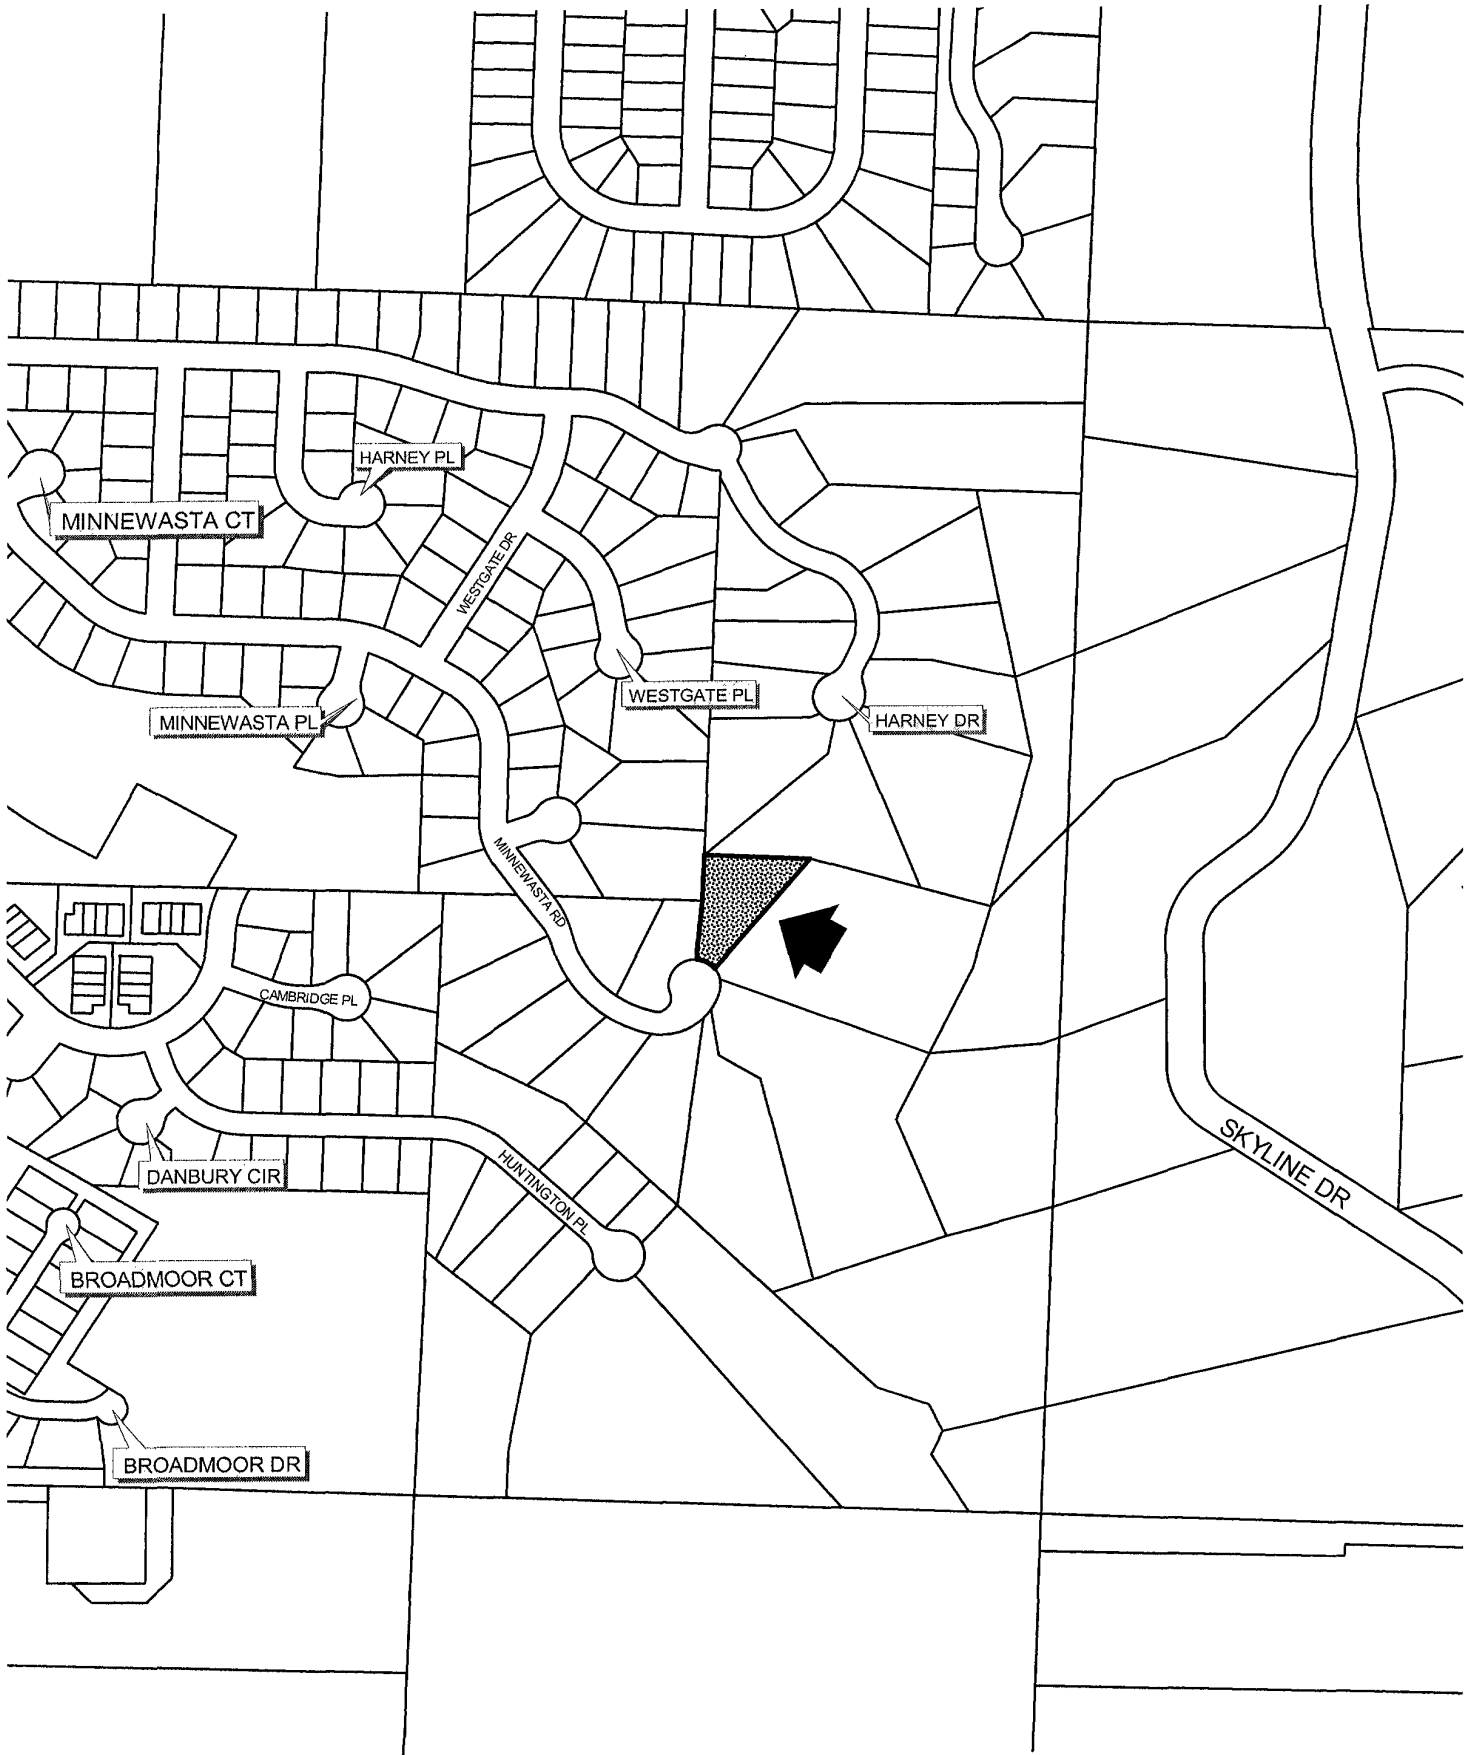 HARNEY PL
MINNEWASTA CT
WESTGATE DR
WESTGATE PL
MINNEWASTA PL
HARNEY DR
MINNEWASTA RD
CAMBRIDGE PL
SKYLINE DR
DANBURY CIR
HUNTINGTON PL
BROADMOOR CT
BROADMOOR DR